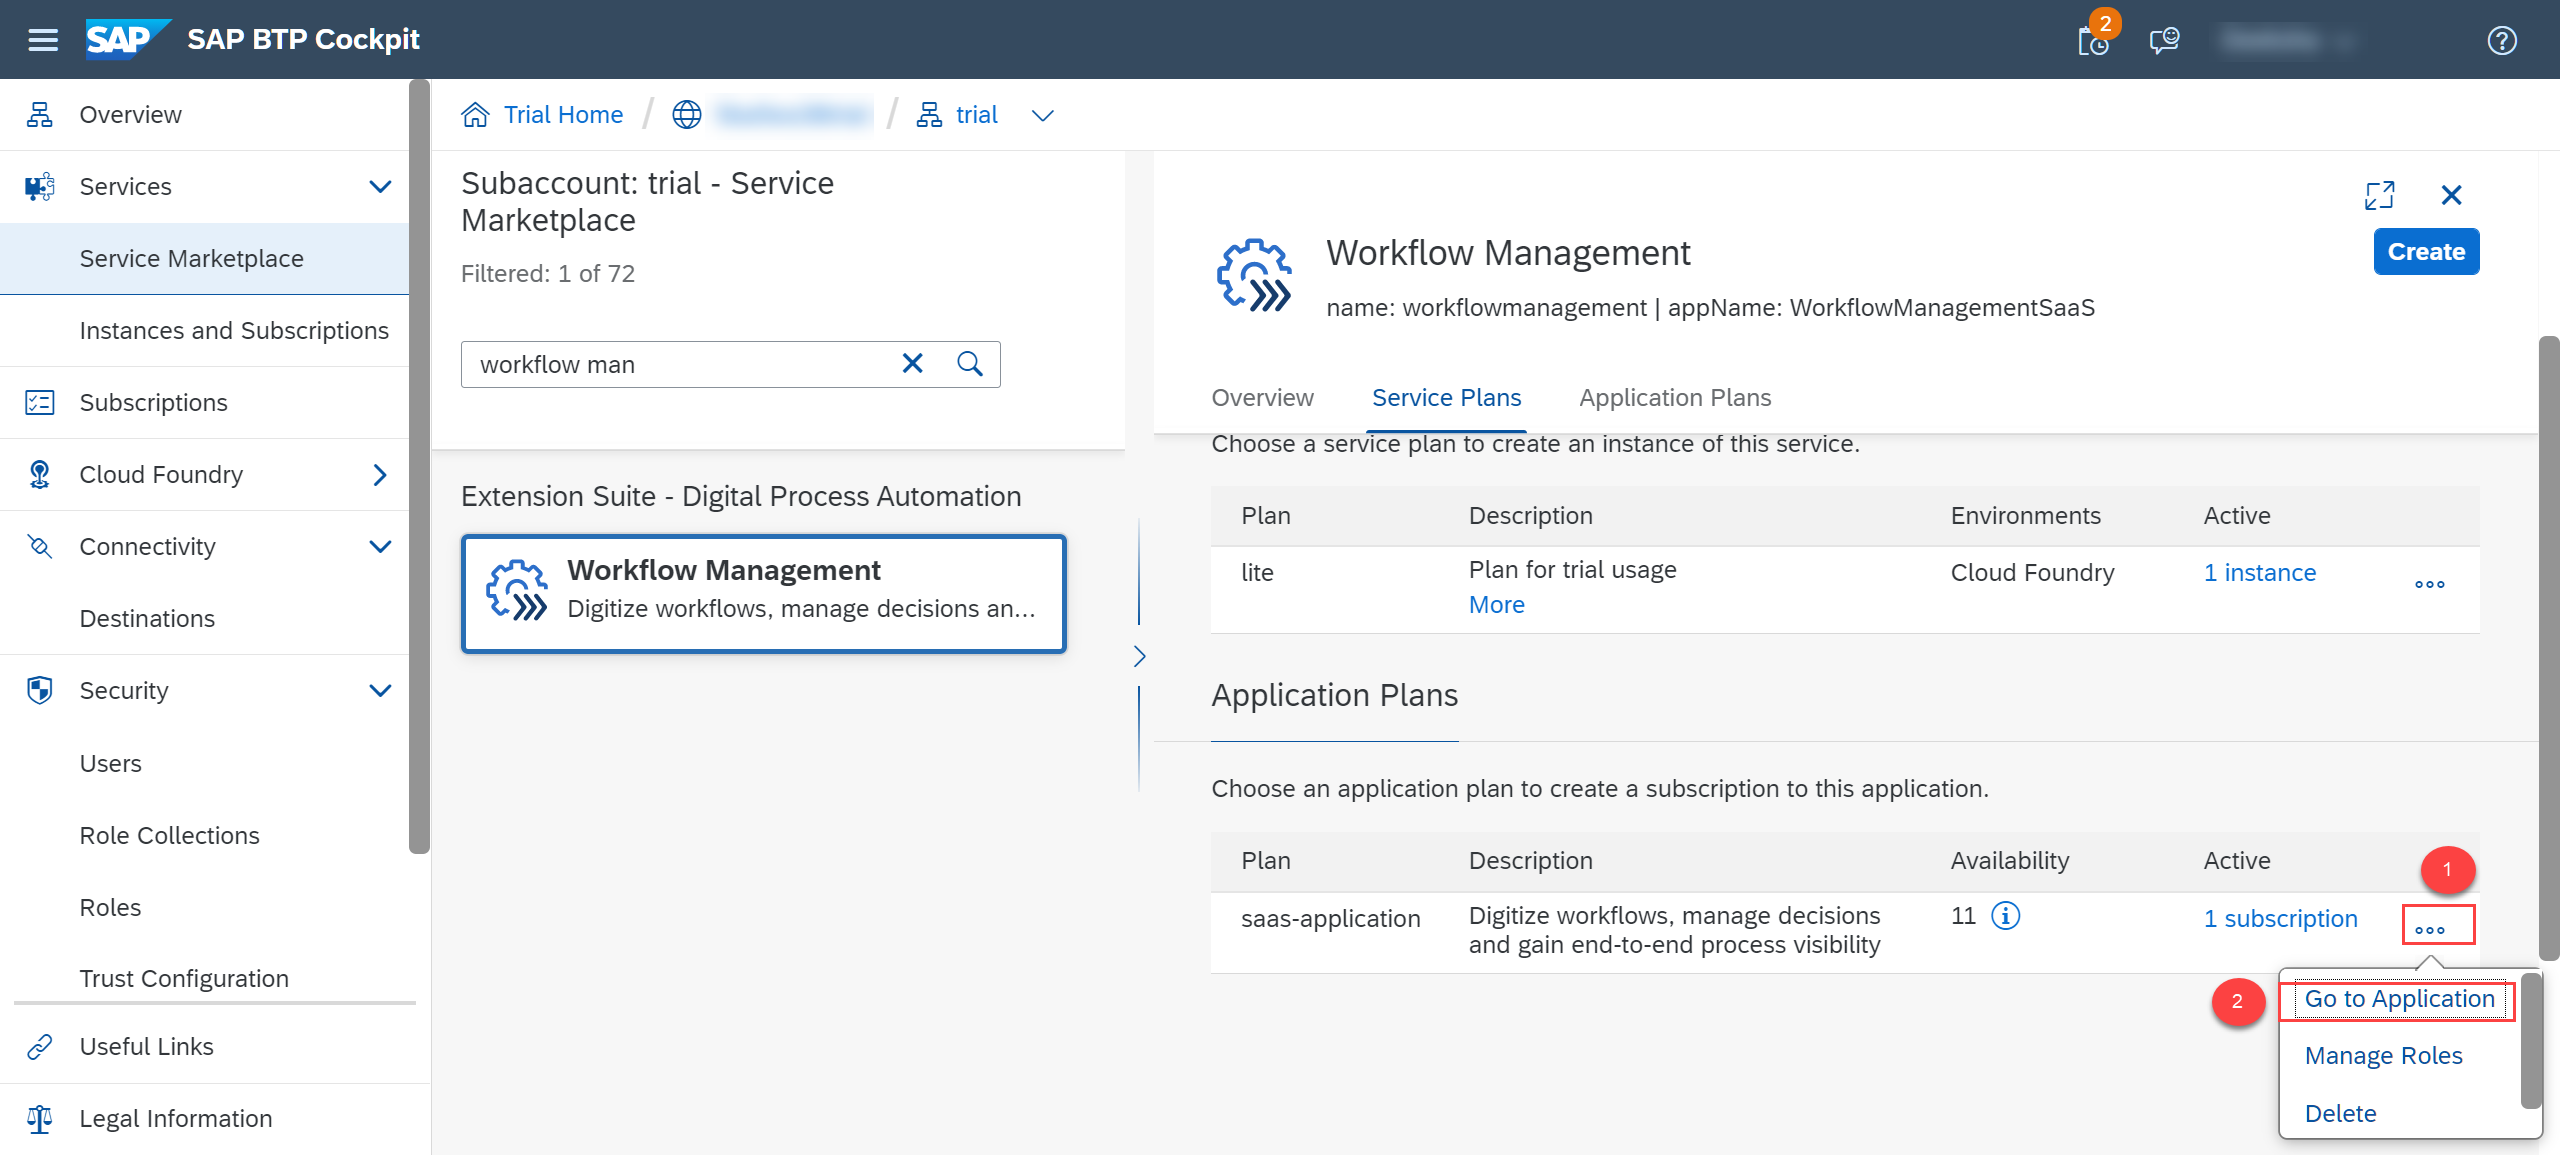 SAP SAP BTP Cockpit
2
Overview
Services
Service Marketplace
Instances and Subscriptions
Subscriptions
Cloud Foundry
Connectivity
Destinations
Security
Users
Role Collections
Roles
Trust Configuration
Useful Links
Legal Information
Trial Home / / trial
Subaccount: trial - Service
Marketplace
Filtered: 1 of 72
workflow man
Extension Suite - Digital Process Automation
Workflow Management
Digitize workflows, manage decisions an...
Workflow Management
name: workflowmanagement | appName: WorkflowManagementSaaS
Create
Overview Service Plans Application Plans
Choose a service plan to create an instance of this service.
Plan Description Environments Active
lite Plan for trial usage Cloud Foundry 1 instance
More
Application Plans
Choose an application plan to create a subscription to this application.
Plan Description Availability Active
1
saas-application Digitize workflows, manage decisions 11 1 subscription
and gain end-to-end process visibility
2
Go to Application
Manage Roles
Delete